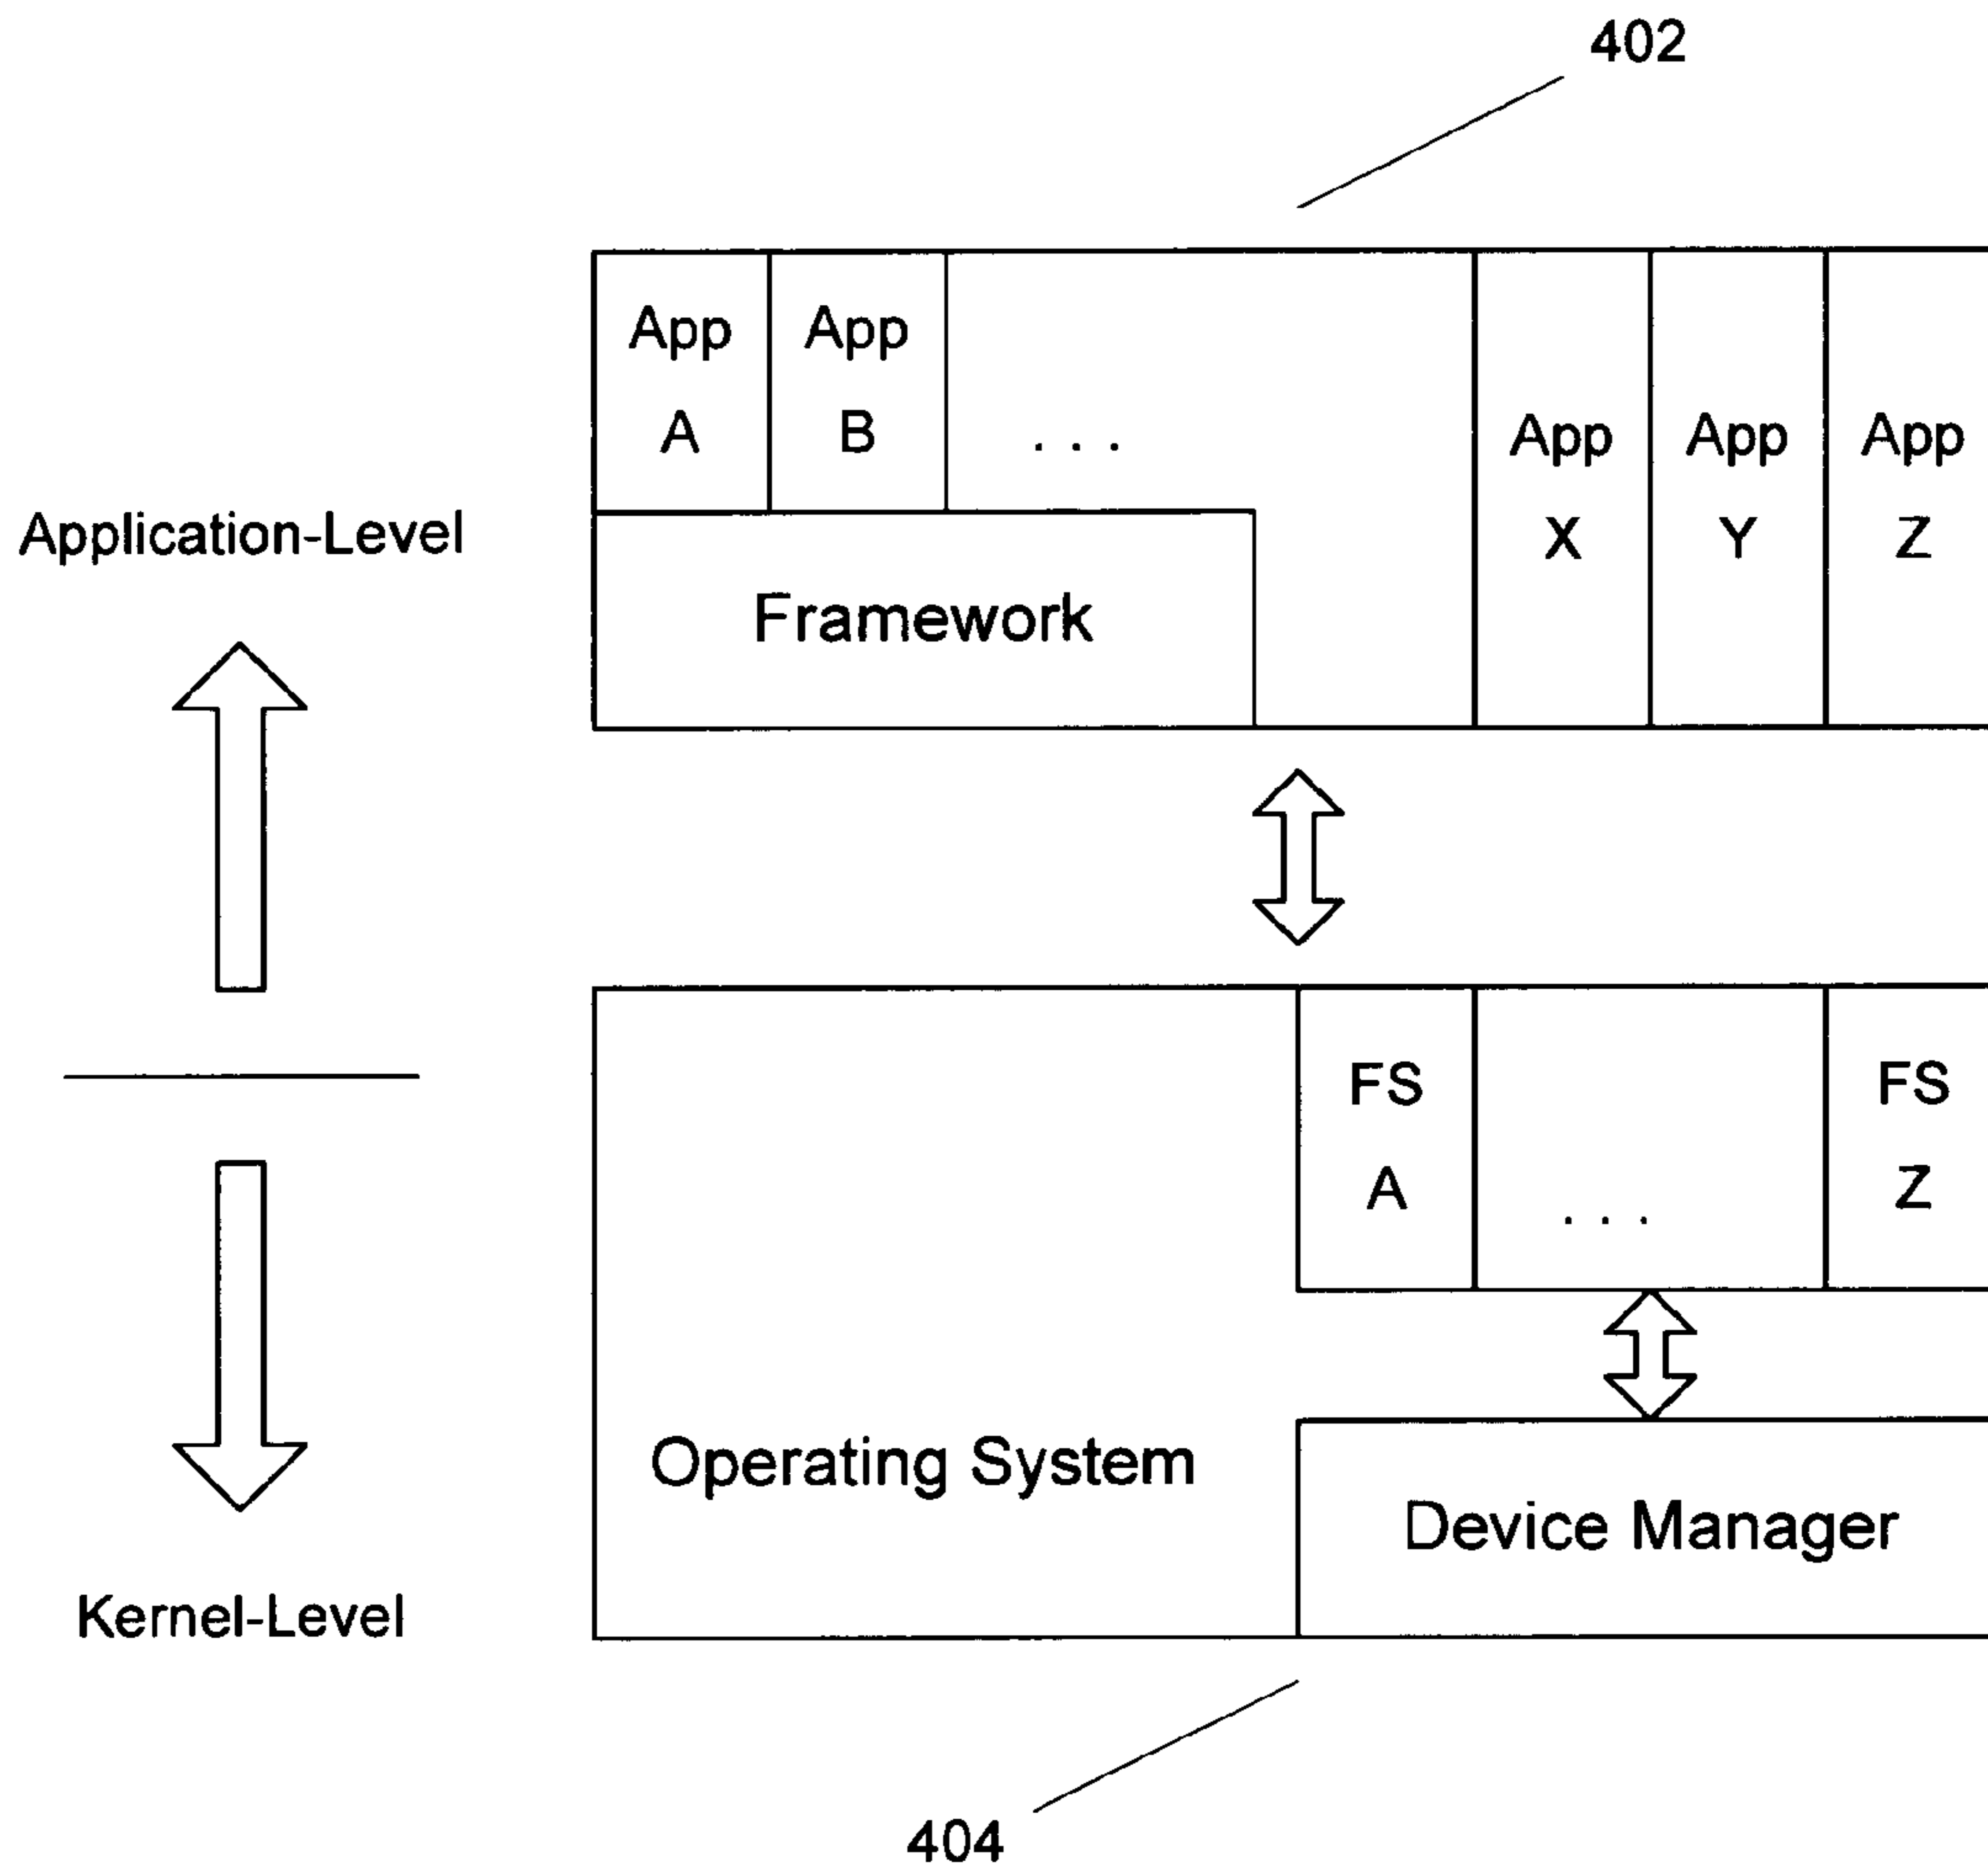 402
App
A
App
B
. . .
App
X
App
Y
App
Z
Application-Level
Framework
FS
A
. . .
FS
Z
Operating System
Device Manager
Kernel-Level
404